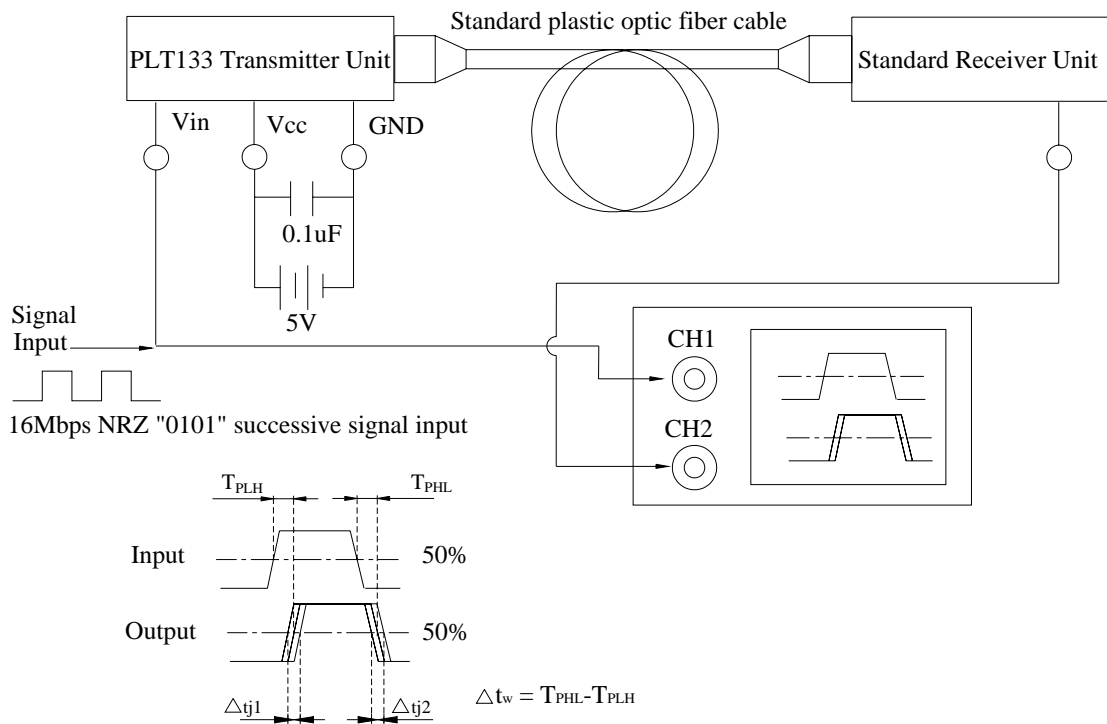 Standard plastic optic fiber cable
PLT133 Transmitter Unit
Standard Receiver Unit
Vin
Vcc
GND
0.1uF
5V
Signal
Input
16Mbps NRZ "0101" successive signal input
CH1
CH2
TPLH
TPHL
Input
50%
Output
50%
△tj1
△tj2
△tw = TPHL-TPLH